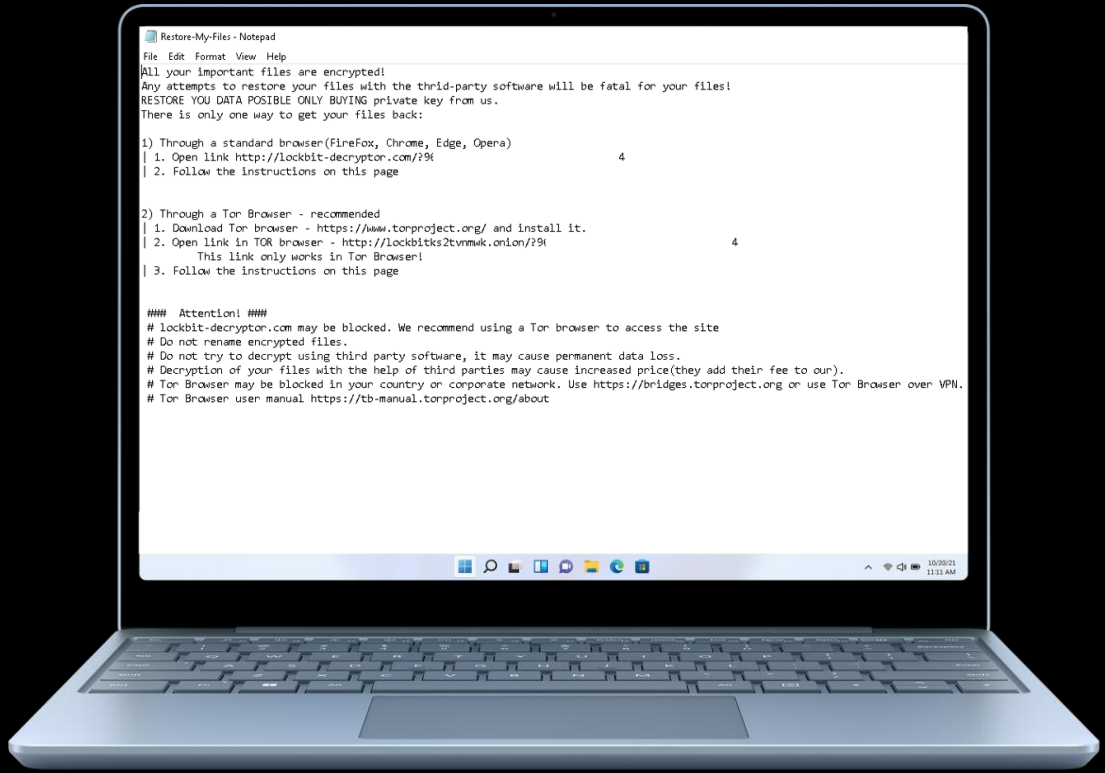 Restore-My-Files - Notepad
File Edit Format View Help
All your important files are encrypted!
Any attempts to restore your files with the thrid-party software will be fatal for your files!
RESTORE YOU DATA POSIBLE ONLY BUYING private key from us.
There is only one way to get your files back:
1) Through a standard browser(FireFox, Chrome, Edge, Opera)
| 1. Open link http://lockbit-decryptor.com/?96 4
| 2. Follow the instructions on this page
2) Through a Tor Browser - recommended
| 1. Download Tor browser - https://www.torproject.org/ and install it.
| 2. Open link in TOR browser - http://lockbitks2tvnmwk.onion/?96 4
This link only works in Tor Browser!
| 3. Follow the instructions on this page
### Attention! ###
# lockbit-decryptor.com may be blocked. We recommend using a Tor browser to access the site
# Do not rename encrypted files.
# Do not try to decrypt using third party software, it may cause permanent data loss.
# Decryption of your files with the help of third parties may cause increased price(they add their fee to our).
# Tor Browser may be blocked in your country or corporate network. Use https://bridges.torproject.org or use Tor Browser over VPN.
# Tor Browser user manual https://tb-manual.torproject.org/about
10/20/21
11:11 AM